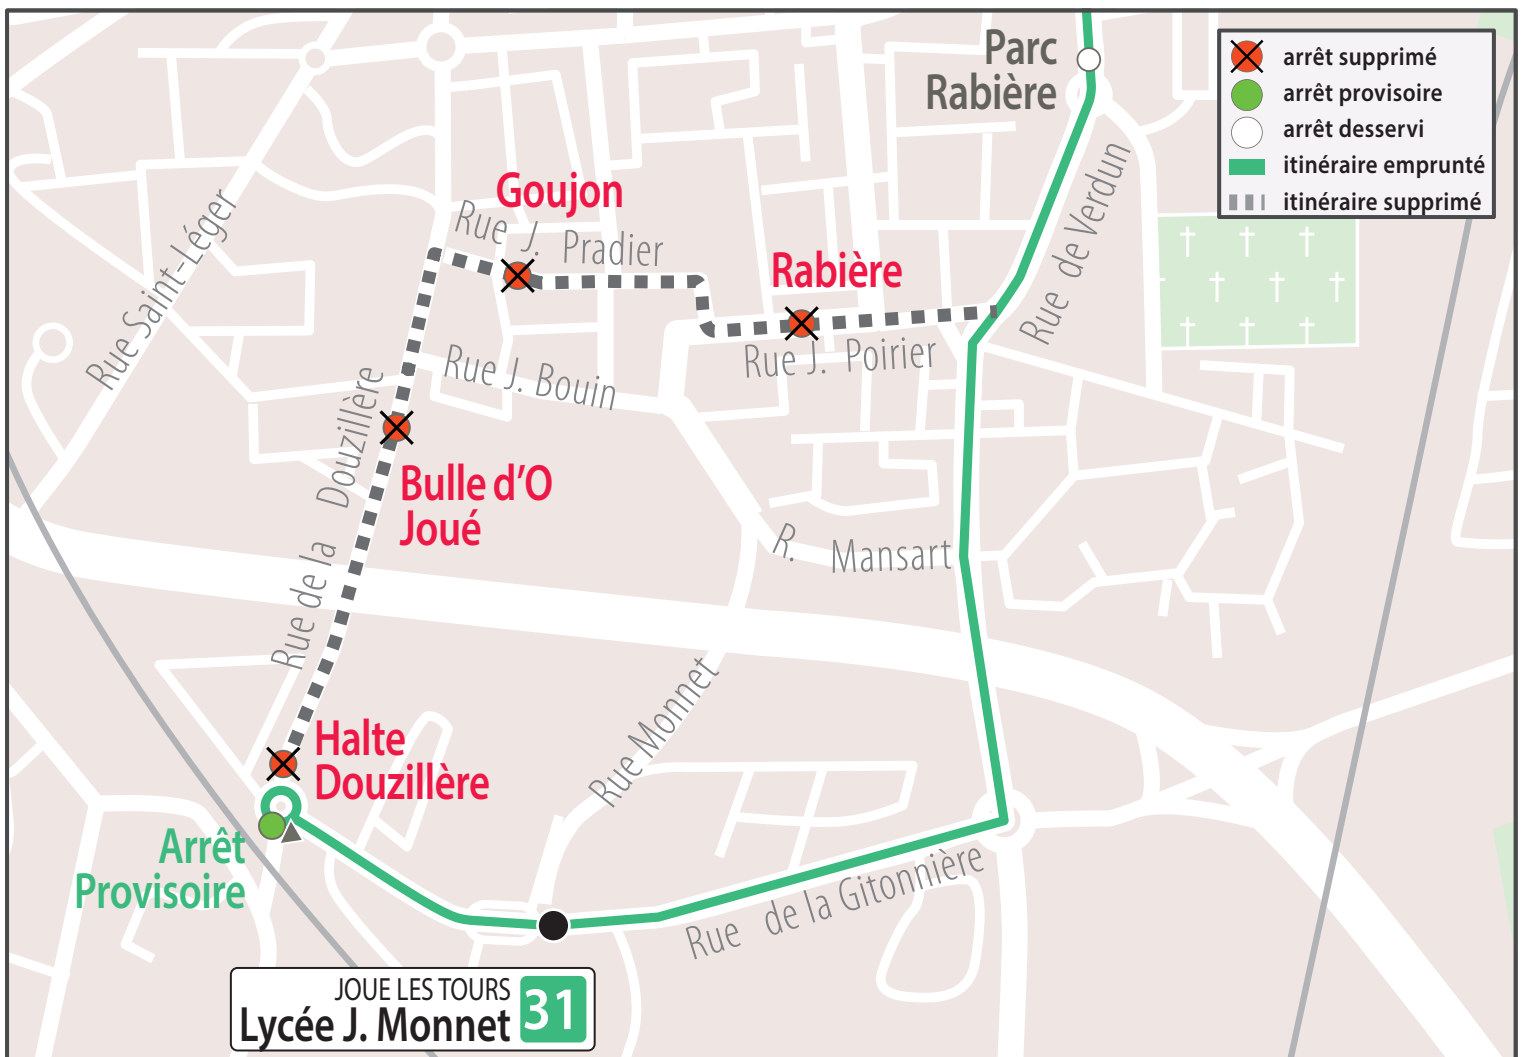 Parc
Rabière
arrêt supprimé
arrêt provisoire
arrêt desservi
itinéraire emprunté
itinéraire supprimé
Goujon
Rue J. Pradier
Rabière
Rue J. Poirier
Rue de Verdun
Rue Saint-Léger
Rue J. Bouin
Rue de la Douzillère
Bulle d'O
Joué
R. Mansart
Rue Monnet
Halte
Douzillère
Arrêt
Provisoire
Rue de la Gitonnière
JOUE LES TOURS
Lycée J. Monnet
31